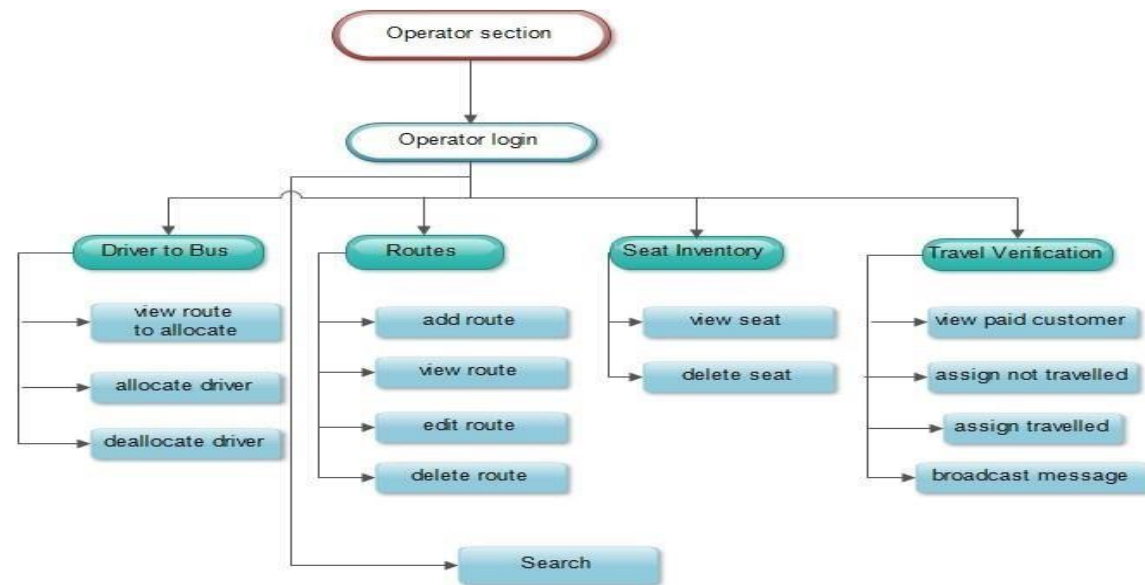 Operator section
Operator login
Driver to Bus
Routes
Seat Inventory
Travel Verification
view route
to allocate
allocate driver
deallocate driver
add route
view route
edit route
delete route
view seat
delete seat
view paid customer
assign not travelled
assign travelled
broadcast message
Search